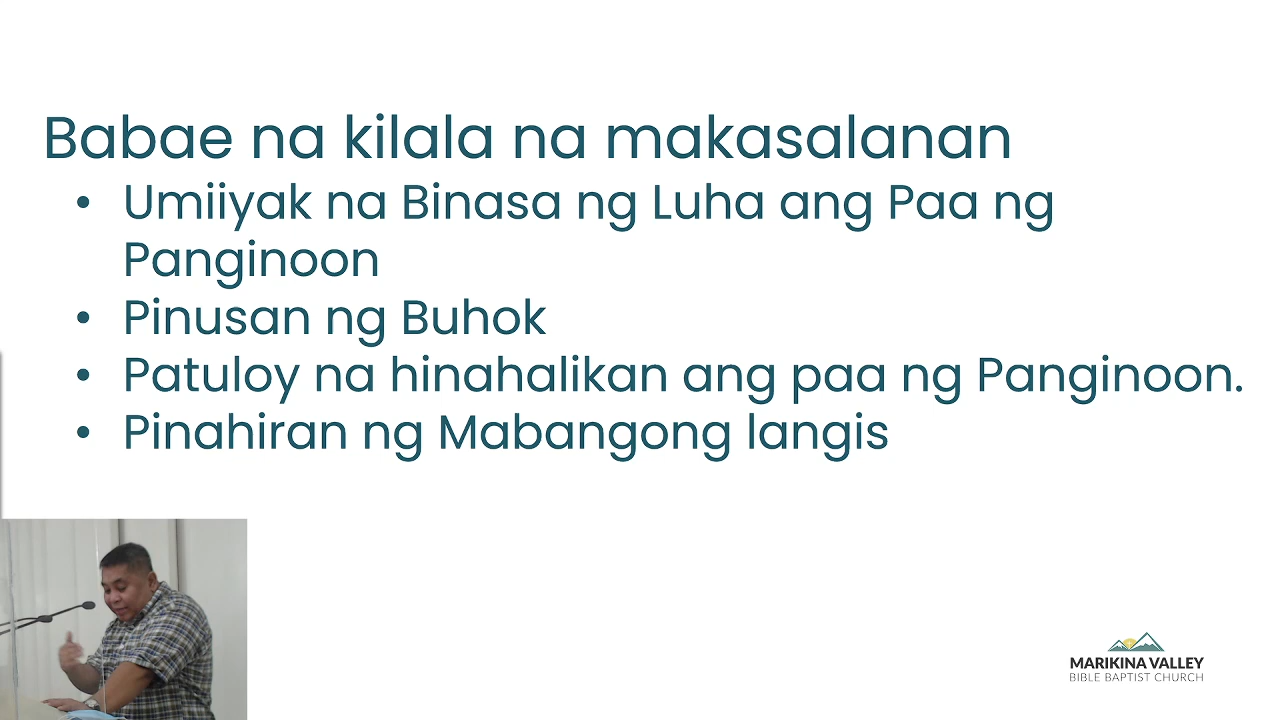 Babae na kilala na makasalanan
• Umiiyak na Binasa ng Luha ang Paa ng
Panginoon
• Pinusan ng Buhok
• Patuloy na hinahalikan ang paa ng Panginoon.
• Pinahiran ng Mabangong langis
MARIKINA VALLEY
BIBLE BAPTIST CHURCH